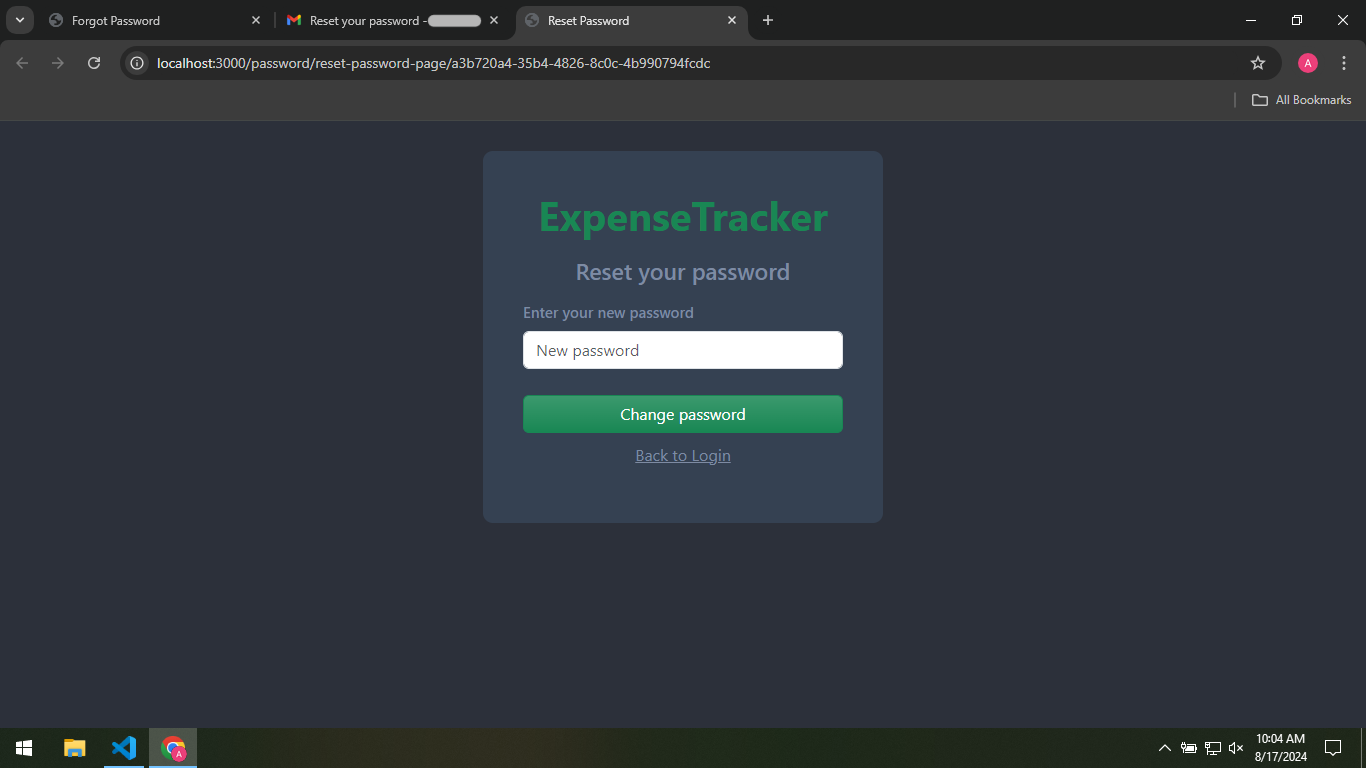 Forgot Password
Reset your password -
Reset Password
localhost:3000/password/reset-password-page/a3b720a4-35b4-4826-8c0c-4b990794fcdc
A
All Bookmarks
ExpenseTracker
Reset your password
Enter your new password
New password
Change password
Back to Login
A
10:04 AM
8/17/2024